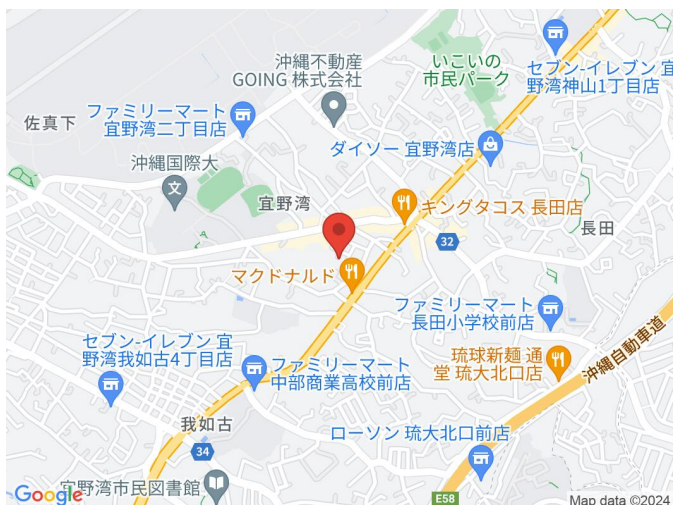 沖縄不動産
GOING 株式会社
いこいの
市民パーク
セブン-イレブン 宜
野湾神山1丁目店
ファミリーマート
宜野湾二丁目店
佐真下
ダイソー 宜野湾店
沖縄国際大
宜野湾
キングタコス 長田店
長田
32
マクドナルド
ファミリーマート
長田小学校前店
セブン-イレブン 宜
野湾我如古4丁目店
ファミリーマート
中部商業高校前店
琉球新麺 通
堂 琉大北口店
沖縄自動車道
我如古
34
ローソン 琉大北口前店
宜野湾市民図書館
E58
Google
Map data ©2024